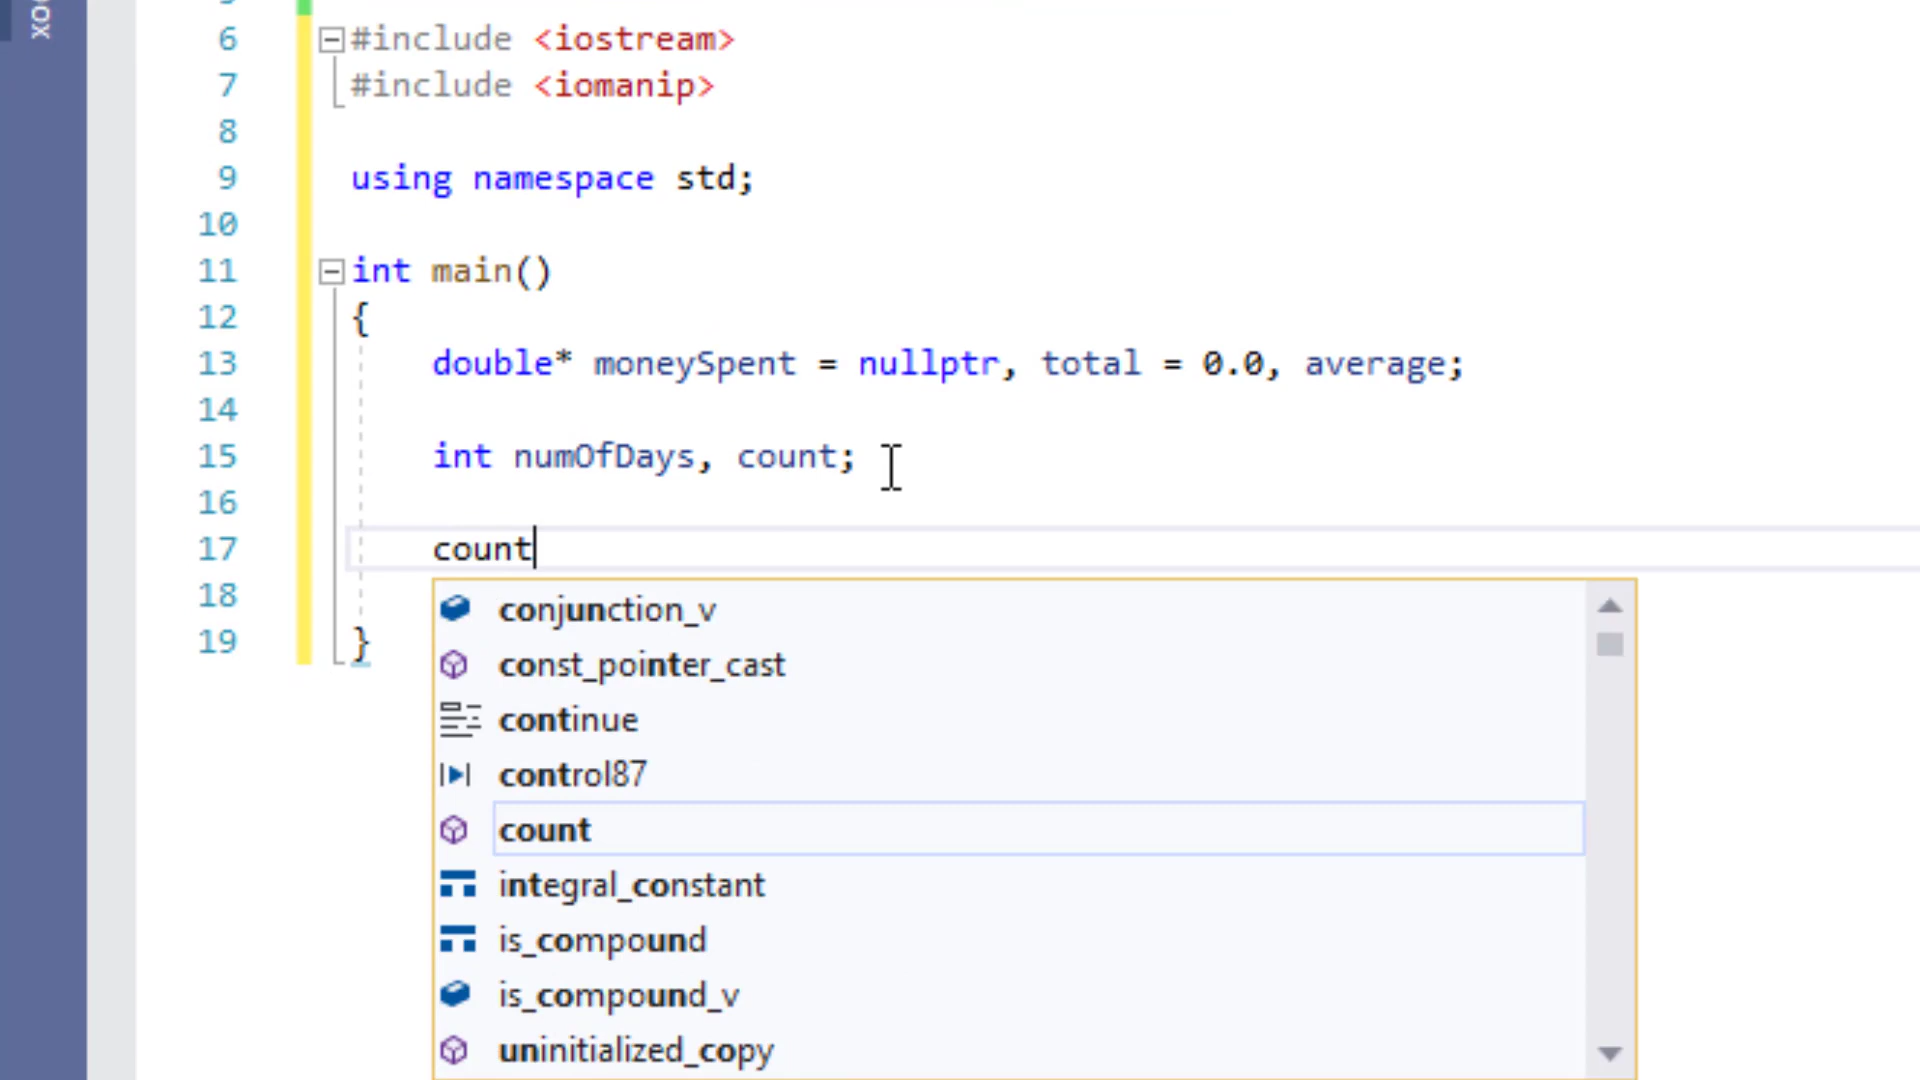 ox
6 #include <iostream>
7 #include <iomanip>
8
9 using namespace std;
10
11 int main()
12 {
13 double* moneySpent = nullptr, total = 0.0, average;
14
15 int numOfDays, count;
16
17 count
18
19 }
conjunction_v
const_pointer_cast
continue
control87
count
integral_constant
is_compound
is_compound_v
uninitialized_copy